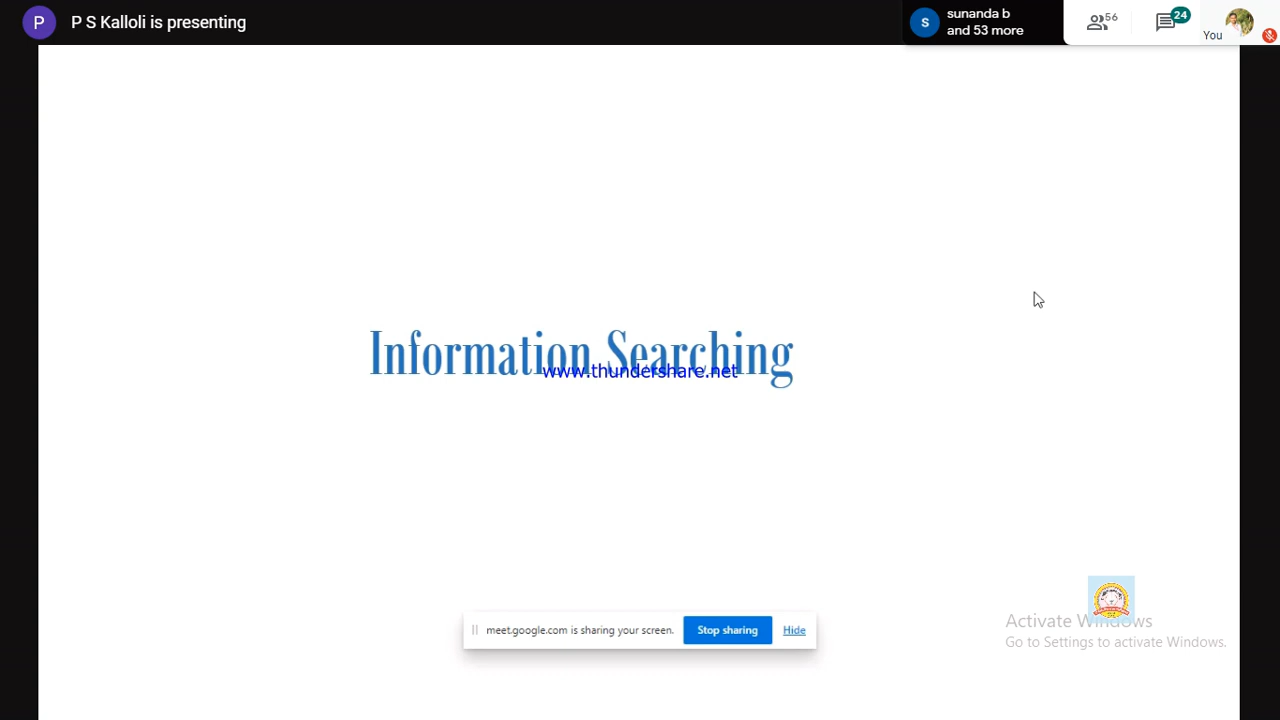 P
P S Kalloli is presenting
s
sunanda b
and 53 more
56
24
You
Information Searching
www.thundershare.net
meet.google.com is sharing your screen.
Stop sharing
Hide
Activate Windows
Go to Settings to activate Windows.